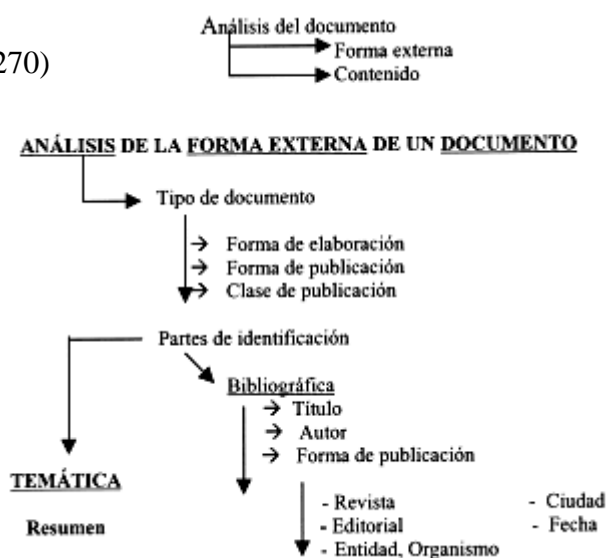 Análisis del documento
270)
Forma externa
Contenido
ANÁLISIS DE LA FORMA EXTERNA DE UN DOCUMENTO
Tipo de documento
→ Forma de elaboración
→ Forma de publicación
→ Clase de publicación
Partes de identificación
Bibliográfica
→ Título
→ Autor
→ Forma de publicación
TEMÁTICA
Resumen
- Revista - Ciudad
- Editorial - Fecha
- Entidad, Organismo